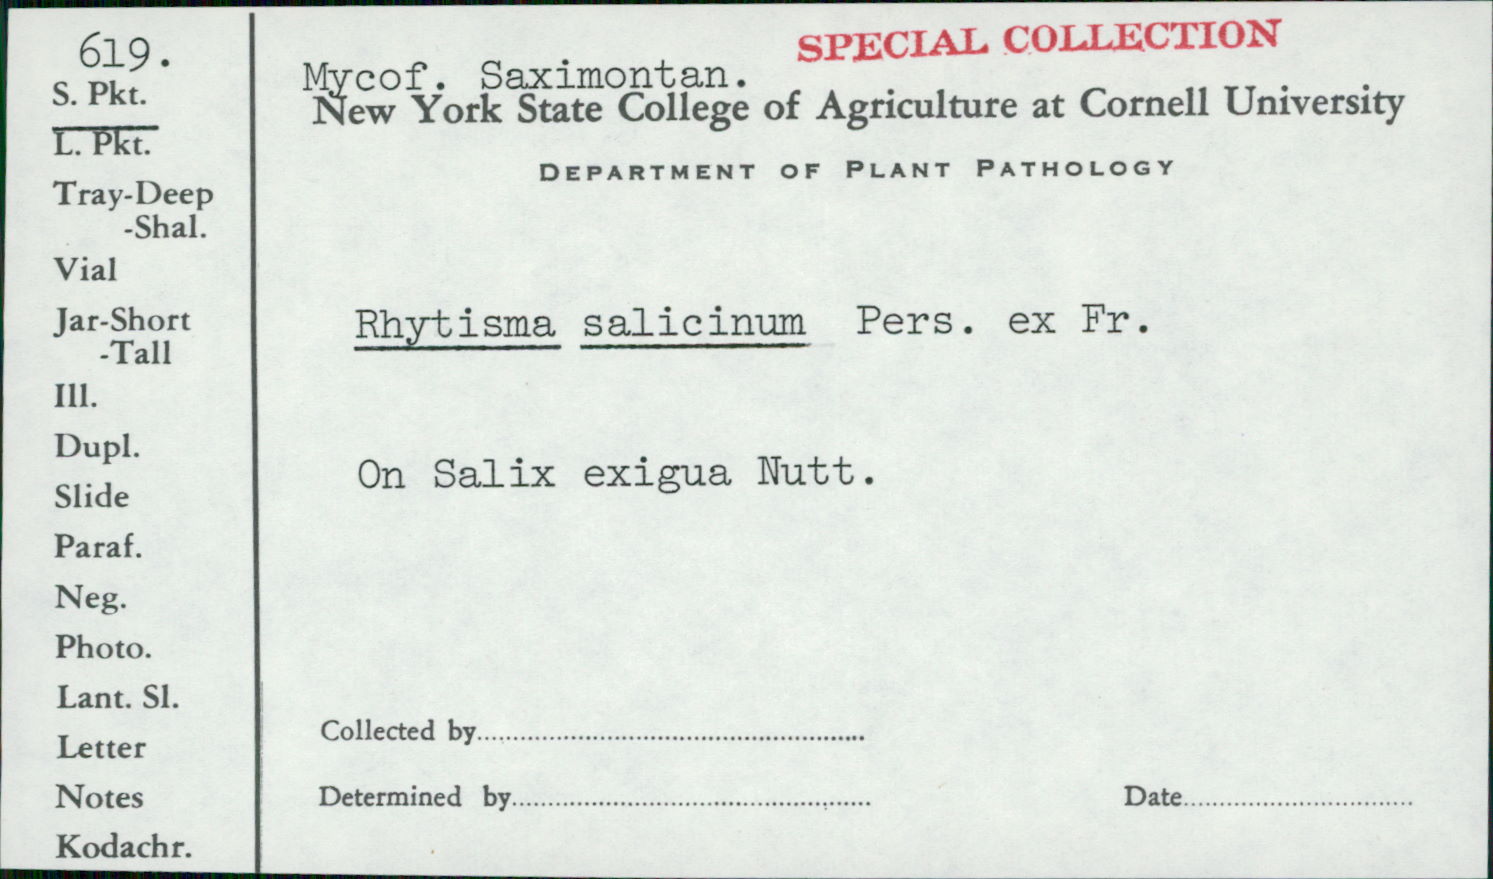 619.
S. Pkt.
L. Pkt.
Tray-Deep
-Shal.
Vial
Jar-Short
-Tall
Ill.
Dupl.
Slide
Paraf.
Neg.
Photo.
Lant. Sl.
Letter
Notes
Kodachr.
SPECIAL COLLECTION
Mycof. Saximontan.
New York State College of Agriculture at Cornell University
DEPARTMENT OF PLANT PATHOLOGY
Rhytisma salicinum Pers. ex Fr.
On Salix exigua Nutt.
Collected by
Determined by
Date